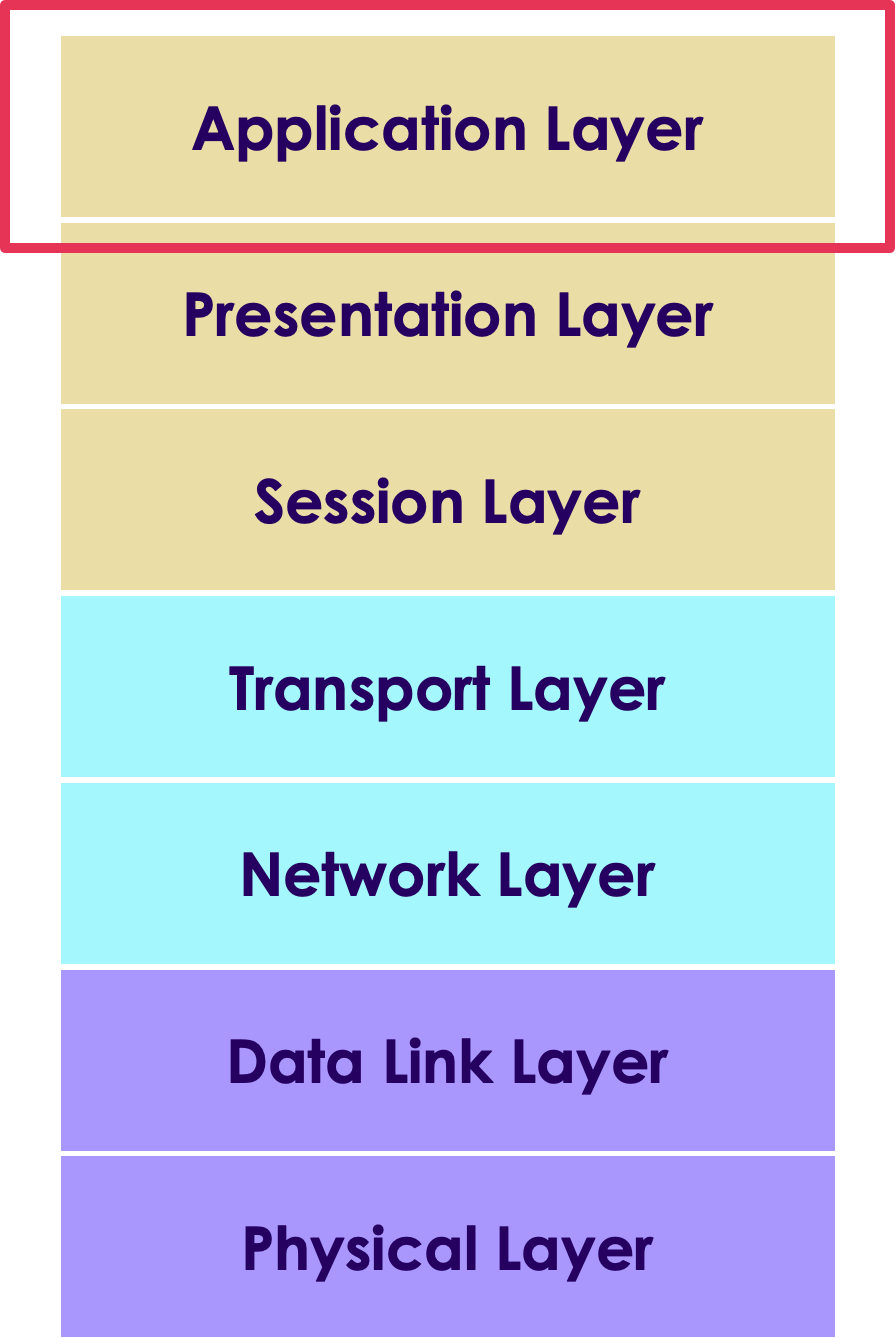 Application Layer
Presentation Layer
Session Layer
Transport Layer
Network Layer
Data Link Layer
Physical Layer